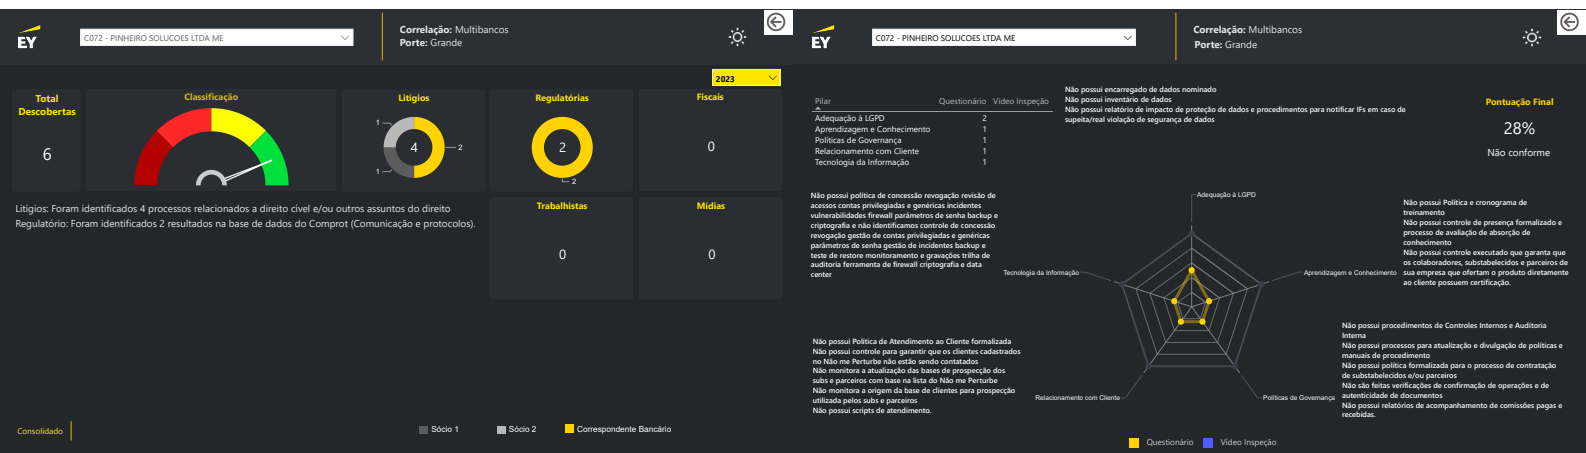 EY
C072 - PINHEIRO SOLUCOES LTDA ME
Correlação: Multibancos
Porte: Grande
2023
Total
Descobertas
6
Classificação
Litígios
1
4
2
1
Regulatórias
2
2
Fiscais
0
Litígios: Foram identificados 4 processos relacionados a direito civel e/ou outros assuntos do direito
Regulatório: Foram identificados 2 resultados na base de dados do Comprot (Comunicação e protocolos).
Trabalhistas
0
Mídias
0
Consolidado
Sócio 1
Sócio 2
Correspondente Bancário
EY
C072 - PINHEIRO SOLUCOES LTDA ME
Correlação: Multibancos
Porte: Grande
Pilar Questionário Video Inspeção
Adequação à LGPD 2
Aprendizagem e Conhecimento 1
Políticas de Governança 1
Relacionamento com Cliente 1
Tecnologia da Informação 1
Não possui encarregado de dados nominado
Não possui inventário de dados
Não possui relatório de impacto de proteção de dados e procedimentos para notificar IFs em caso de
supeita/real violação de segurança de dados
Pontuação Final
28%
Não conforme
Não possui política de concessão revogação revisão de
acessos contas privilegiadas e genéricas incidentes
vulnerabilidades firewall parâmetros de senha backup e
criptografia e não identificamos controle de concessão
revogação gestão de contas privilegiadas e genéricas
parâmetros de senha gestão de incidentes backup e
teste de restore monitoramento e gravações trilha de
auditoria ferramenta de firewall criptografia e data
center
Adequação à LGPD
Tecnologia da Informação
Aprendizagem e Conhecimento
Relacionamento com Cliente
Políticas de Governança
Não possui Política e cronograma de
treinamento
Não possui controle de presença formalizado e
processo de avaliação de absorção de
conhecimento
Não possui controle executado que garanta que
os colaboradores, substabelecidos e parceiros de
sua empresa que ofertam o produto diretamente
ao cliente possuem certificação.
Não possui Política de Atendimento ao Cliente formalizada
Não possui controle para garantir que os clientes cadastrados
no Não me Perturbe não estão sendo contatados
Não monitora a atualização das bases de prospecção dos
subs e parceiros com base na lista do Não me Perturbe
Não monitora a origem da base de clientes para prospecção
utilizada pelos subs e parceiros
Não possui scripts de atendimento.
Não possui procedimentos de Controles Internos e Auditoria
Interna
Não possui processos para atualização e divulgação de políticas e
manuais de procedimento
Não possui política formalizada para o processo de contratação
de substabelecidos e/ou parceiros
Não são feitas verificações de confirmação de operações e de
autenticidade de documentos
Não possui relatórios de acompanhamento de comissões pagas e
recebidas.
Questionário
Video Inspeção